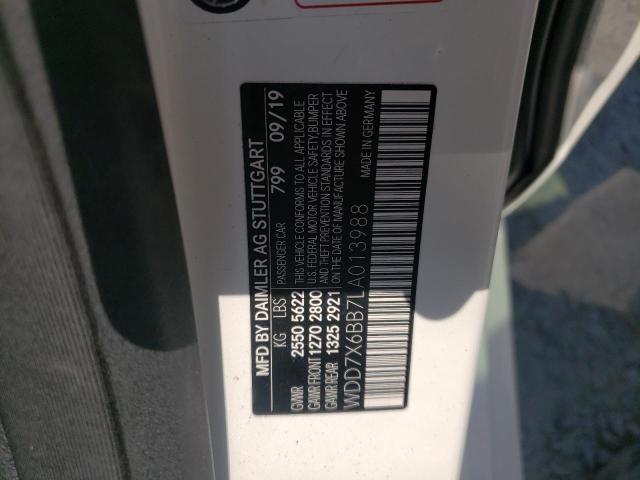 MFD BY DAIMLER AG STUTTGART
KG LBS PASSENGER CAR 799 09/19
GVWR 2550 5622 THIS VEHICLE CONFORMS TO ALL APPLICABLE
GAWR FRONT 1270 2800 U.S. FEDERAL MOTOR VEHICLE SAFETY, BUMPER
GAWR REAR 1325 2921 AND THEFT PREVENTION STANDARDS IN EFFECT
ON THE DATE OF MANUFACTURE SHOWN ABOVE
WDD7X6BB7LA013988 MADE IN GERMANY